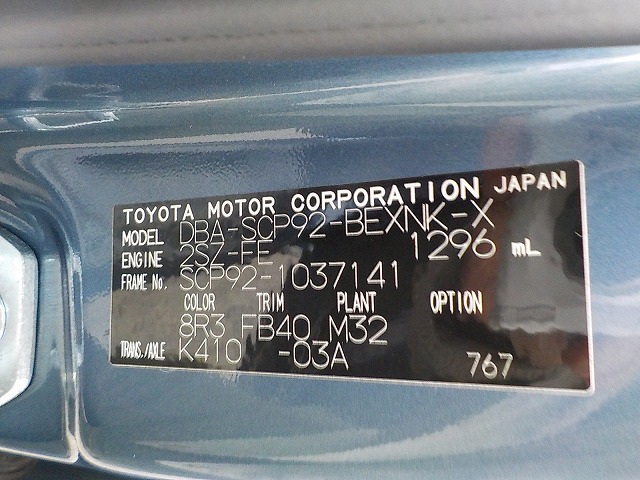 TOYOTA MOTOR CORPORATION JAPAN
MODEL DBA-SCP92-BEXNK-X
ENGINE 2SZ-FE 1296 mL
FRAME No. SCP92-1037141
COLOR TRIM PLANT OPTION
8R3 FB40 M32
TRANS./AXLE K410 -03A 767